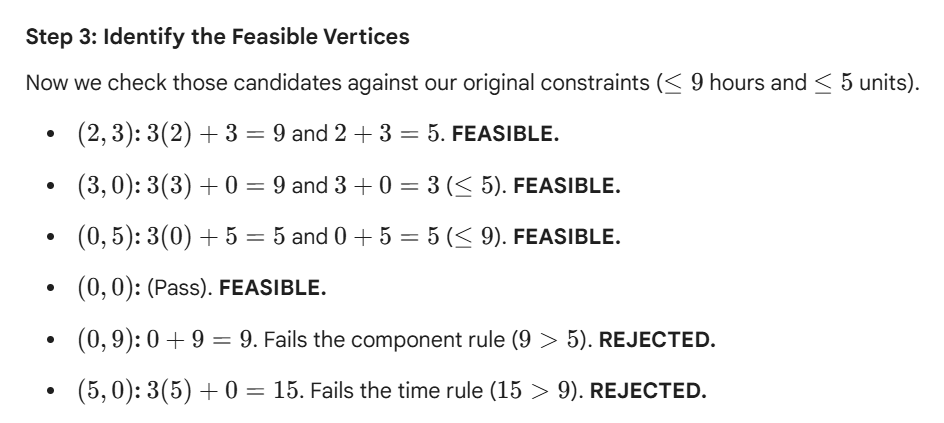 Step 3: Identify the Feasible Vertices
Now we check those candidates against our original constraints (≤ 9 hours and ≤ 5 units).
• (2, 3): 3(2) + 3 = 9 and 2 + 3 = 5. FEASIBLE.
• (3, 0): 3(3) + 0 = 9 and 3 + 0 = 3 (≤ 5). FEASIBLE.
• (0, 5): 3(0) + 5 = 5 and 0 + 5 = 5 (≤ 9). FEASIBLE.
• (0, 0): (Pass). FEASIBLE.
• (0, 9): 0 + 9 = 9. Fails the component rule (9 > 5). REJECTED.
• (5, 0): 3(5) + 0 = 15. Fails the time rule (15 > 9). REJECTED.